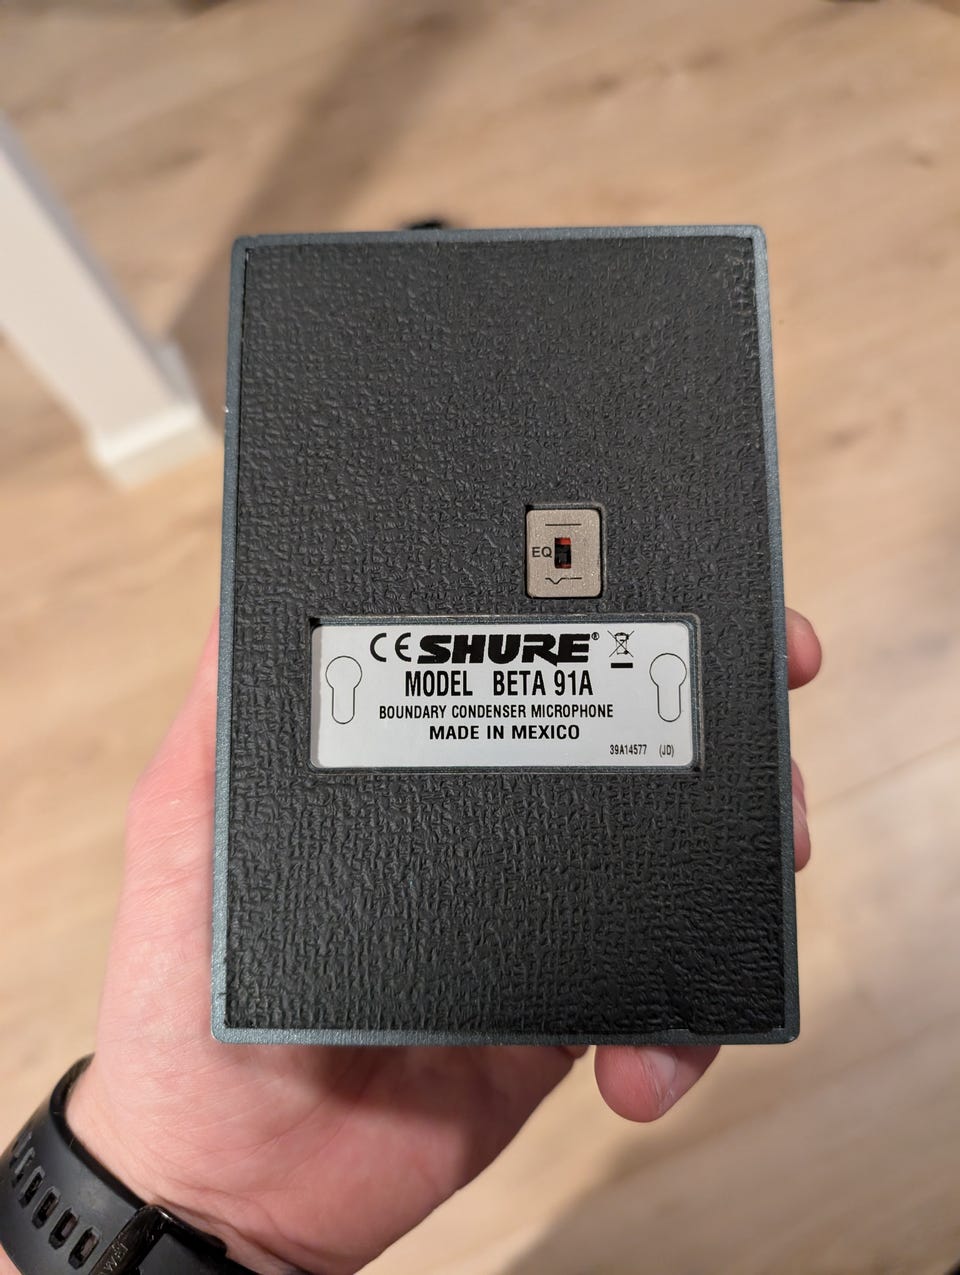 EQ
CE SHURE®
MODEL BETA 91A
BOUNDARY CONDENSER MICROPHONE
MADE IN MEXICO
39A14577 (JD)